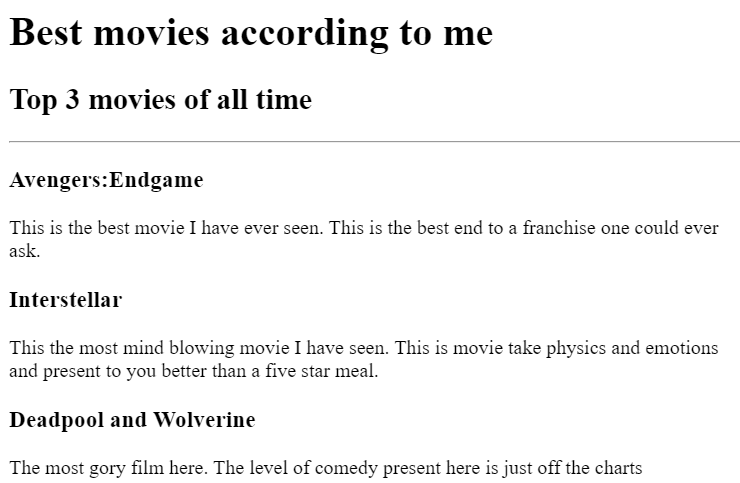 Best movies according to me
Top 3 movies of all time
Avengers:Endgame
This is the best movie I have ever seen. This is the best end to a franchise one could ever
ask.
Interstellar
This the most mind blowing movie I have seen. This is movie take physics and emotions
and present to you better than a five star meal.
Deadpool and Wolverine
The most gory film here. The level of comedy present here is just off the charts